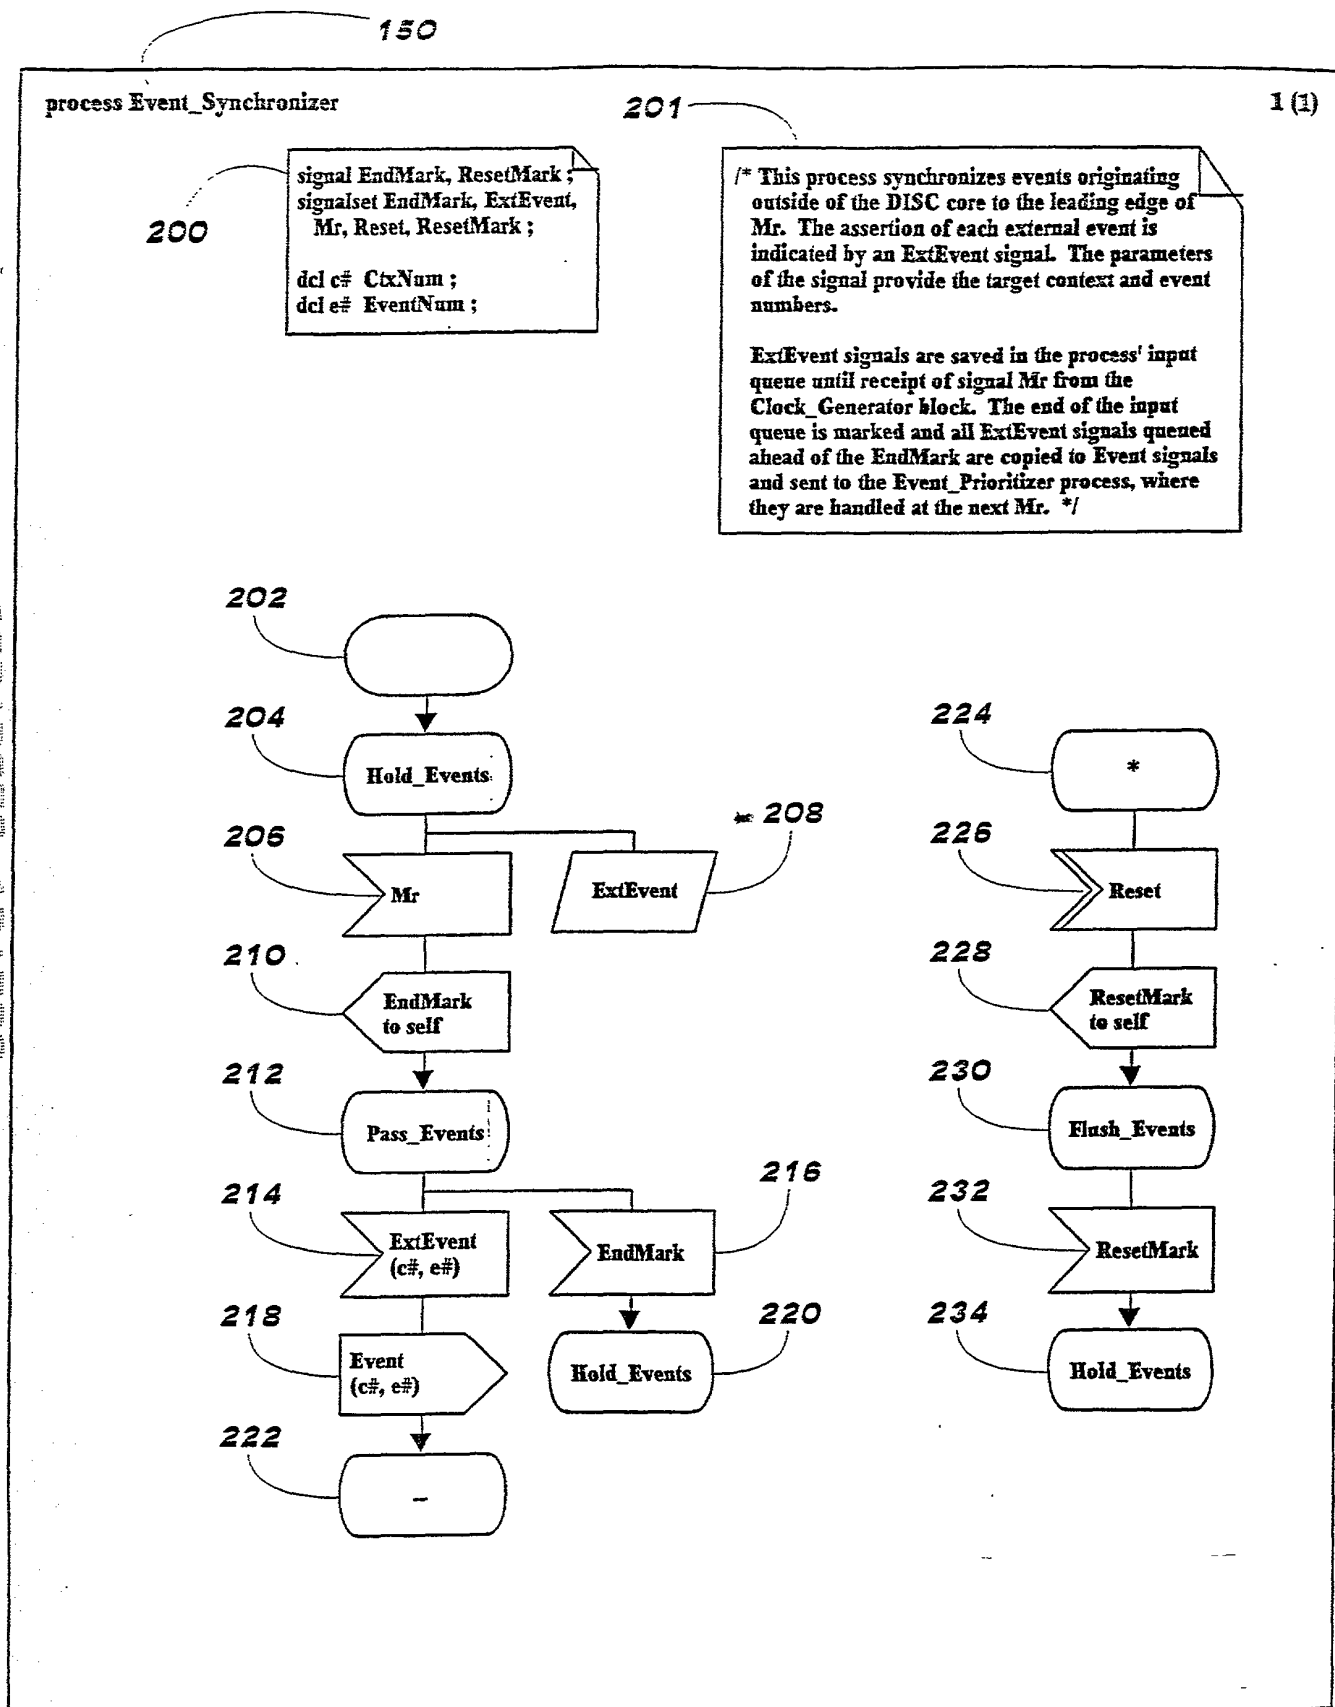 150
process Event_Synchronizer
201
1 (1)
200
signal EndMark, ResetMark ;
signalset EndMark, ExtEvent,
Mr, Reset, ResetMark ;
dcl c# CtxNum ;
dcl e# EventNum ;
/* This process synchronizes events originating
outside of the DISC core to the leading edge of
Mr. The assertion of each external event is
indicated by an ExtEvent signal. The parameters
of the signal provide the target context and event
numbers.
ExtEvent signals are saved in the process' input
queue until receipt of signal Mr from the
Clock_Generator block. The end of the input
queue is marked and all ExtEvent signals queued
ahead of the EndMark are copied to Event signals
and sent to the Event_Prioritizer process, where
they are handled at the next Mr. */
202
204
Hold_Events
206
Mr
208
ExtEvent
210
EndMark
to self
212
Pass_Events
214
ExtEvent
(c#, e#)
216
EndMark
218
Event
(c#, e#)
220
Hold_Events
222
–
224
*
226
Reset
228
ResetMark
to self
230
Flush_Events
232
ResetMark
234
Hold_Events